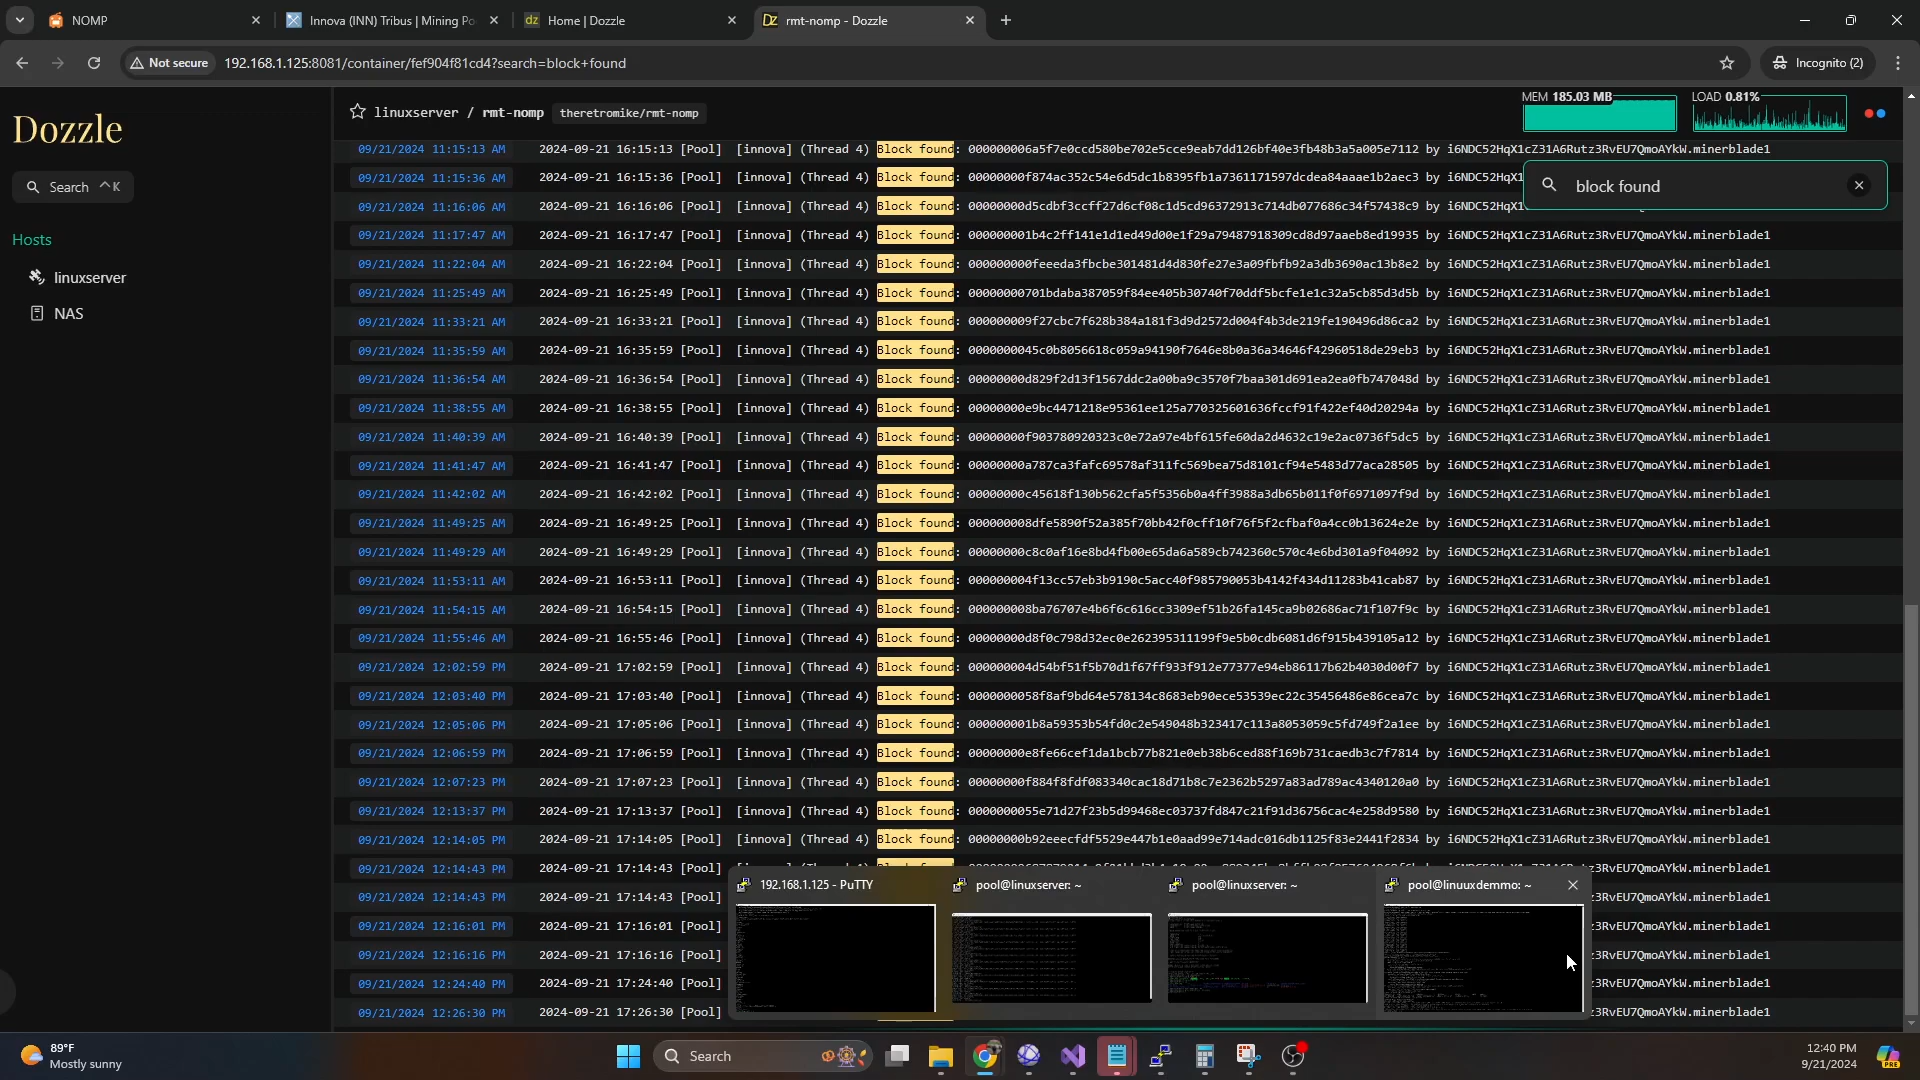 NOMP
Innova (INN) Tribus | Mining Po
Home | Dozzle
rmt-nomp - Dozzle
Not secure
192.168.1.125:8081/container/fef904f81cd4?search=block+found
Incognito (2)
Dozzle
Search ^ K
Hosts
linuxserver
NAS
linuxserver / rmt-nomp theretromike/rmt-nomp
MEM 185.03 MB
LOAD 0.81%
block found
09/21/2024 11:15:13 AM 2024-09-21 16:15:13 [Pool] [innova] (Thread 4) Block found: 000000006a5f7e0ccd580be702e5cce9eab7dd126bf40e3fb48b3a5a005e7112 by i6NDC52HqX1cZ31A6Rutz3RvEU7QmoAYkW.minerblade1
09/21/2024 11:15:36 AM 2024-09-21 16:15:36 [Pool] [innova] (Thread 4) Block found: 00000000f874ac352c54e6d5dc1b8395fb1a7361171597dcdea84aaae1b2aec3 by i6NDC52HqX1
09/21/2024 11:16:06 AM 2024-09-21 16:16:06 [Pool] [innova] (Thread 4) Block found: 00000000d5cdbf3ccff27d6cf08c1d5cd96372913c714db077686c34f57438c9 by i6NDC52HqX1
09/21/2024 11:17:47 AM 2024-09-21 16:17:47 [Pool] [innova] (Thread 4) Block found: 000000001b4c2ff141e1d1ed49d00e1f29a79487918309cd8d97aaeb8ed19935 by i6NDC52HqX1cZ31A6Rutz3RvEU7QmoAYkW.minerblade1
09/21/2024 11:22:04 AM 2024-09-21 16:22:04 [Pool] [innova] (Thread 4) Block found: 000000000feeeda3fbcbe301481d4d830fe27e3a09fbfb92a3db3690ac13b8e2 by i6NDC52HqX1cZ31A6Rutz3RvEU7QmoAYkW.minerblade1
09/21/2024 11:25:49 AM 2024-09-21 16:25:49 [Pool] [innova] (Thread 4) Block found: 00000000701bdaba387059f84ee405b30740f70ddf5bcfe1e1c32a5cb85d3d5b by i6NDC52HqX1cZ31A6Rutz3RvEU7QmoAYkW.minerblade1
09/21/2024 11:33:21 AM 2024-09-21 16:33:21 [Pool] [innova] (Thread 4) Block found: 000000009f27cbc7f628b384a181f3d9d2572d004f4b3de219fe190496d86ca2 by i6NDC52HqX1cZ31A6Rutz3RvEU7QmoAYkW.minerblade1
09/21/2024 11:35:59 AM 2024-09-21 16:35:59 [Pool] [innova] (Thread 4) Block found: 0000000045c0b8056618c059a94190f7646e8b0a36a34646f42960518de29eb3 by i6NDC52HqX1cZ31A6Rutz3RvEU7QmoAYkW.minerblade1
09/21/2024 11:36:54 AM 2024-09-21 16:36:54 [Pool] [innova] (Thread 4) Block found: 00000000d829f2d13f1567ddc2a00ba9c3570f7baa301d691ea2ea0fb747048d by i6NDC52HqX1cZ31A6Rutz3RvEU7QmoAYkW.minerblade1
09/21/2024 11:38:55 AM 2024-09-21 16:38:55 [Pool] [innova] (Thread 4) Block found: 00000000e9bc4471218e95361ee125a770325601636fccf91f422ef40d20294a by i6NDC52HqX1cZ31A6Rutz3RvEU7QmoAYkW.minerblade1
09/21/2024 11:40:39 AM 2024-09-21 16:40:39 [Pool] [innova] (Thread 4) Block found: 00000000f903780920323c0e72a97e4bf615fe60da2d4632c19e2ac0736f5dc5 by i6NDC52HqX1cZ31A6Rutz3RvEU7QmoAYkW.minerblade1
09/21/2024 11:41:47 AM 2024-09-21 16:41:47 [Pool] [innova] (Thread 4) Block found: 00000000a787ca3fafc69578af311fc569bea75d8101cf94e5483d77aca28505 by i6NDC52HqX1cZ31A6Rutz3RvEU7QmoAYkW.minerblade1
09/21/2024 11:42:02 AM 2024-09-21 16:42:02 [Pool] [innova] (Thread 4) Block found: 00000000c45618f130b562cfa5f5356b0a4ff3988a3db65b011f0f6971097f9d by i6NDC52HqX1cZ31A6Rutz3RvEU7QmoAYkW.minerblade1
09/21/2024 11:49:25 AM 2024-09-21 16:49:25 [Pool] [innova] (Thread 4) Block found: 000000008dfe5890f52a385f70bb42f0cff10f76f5f2cfbaf0a4cc0b13624e2e by i6NDC52HqX1cZ31A6Rutz3RvEU7QmoAYkW.minerblade1
09/21/2024 11:49:29 AM 2024-09-21 16:49:29 [Pool] [innova] (Thread 4) Block found: 00000000c8c0af16e8bd4fb00e65da6a589cb742360c570c4e6bd301a9f04092 by i6NDC52HqX1cZ31A6Rutz3RvEU7QmoAYkW.minerblade1
09/21/2024 11:53:11 AM 2024-09-21 16:53:11 [Pool] [innova] (Thread 4) Block found: 000000004f13cc57eb3b9190c5acc40f985790053b4142f434d11283b41cab87 by i6NDC52HqX1cZ31A6Rutz3RvEU7QmoAYkW.minerblade1
09/21/2024 11:54:15 AM 2024-09-21 16:54:15 [Pool] [innova] (Thread 4) Block found: 000000008ba76707e4b6f6c616cc3309ef51b26fa145ca9b02686ac71f107f9c by i6NDC52HqX1cZ31A6Rutz3RvEU7QmoAYkW.minerblade1
09/21/2024 11:55:46 AM 2024-09-21 16:55:46 [Pool] [innova] (Thread 4) Block found: 00000000d8f0c798d32ec0e262395311199f9e5b0cdb6081d6f915b439105a12 by i6NDC52HqX1cZ31A6Rutz3RvEU7QmoAYkW.minerblade1
09/21/2024 12:02:59 PM 2024-09-21 17:02:59 [Pool] [innova] (Thread 4) Block found: 000000004d54bf51f5b70d1f67ff933f912e77377e94eb86117b62b4030d00f7 by i6NDC52HqX1cZ31A6Rutz3RvEU7QmoAYkW.minerblade1
09/21/2024 12:03:40 PM 2024-09-21 17:03:40 [Pool] [innova] (Thread 4) Block found: 0000000058f8af9bd64e578134c8683eb90ece53539ec22c35456486e86cea7c by i6NDC52HqX1cZ31A6Rutz3RvEU7QmoAYkW.minerblade1
09/21/2024 12:05:06 PM 2024-09-21 17:05:06 [Pool] [innova] (Thread 4) Block found: 000000001b8a59353b54fd0c2e549048b323417c113a8053059c5fd749f2a1ee by i6NDC52HqX1cZ31A6Rutz3RvEU7QmoAYkW.minerblade1
09/21/2024 12:06:59 PM 2024-09-21 17:06:59 [Pool] [innova] (Thread 4) Block found: 00000000e8fe66cef1da1bcb77b821e0eb38b6ced88f169b731caedb3c7f7814 by i6NDC52HqX1cZ31A6Rutz3RvEU7QmoAYkW.minerblade1
09/21/2024 12:07:23 PM 2024-09-21 17:07:23 [Pool] [innova] (Thread 4) Block found: 00000000f884f8fdf083340cac18d71b8c7e2362b5297a83ad789ac4340120a0 by i6NDC52HqX1cZ31A6Rutz3RvEU7QmoAYkW.minerblade1
09/21/2024 12:13:37 PM 2024-09-21 17:13:37 [Pool] [innova] (Thread 4) Block found: 0000000055e71d27f23b5d99468ec03737fd847c21f91d36756cac4e258d9580 by i6NDC52HqX1cZ31A6Rutz3RvEU7QmoAYkW.minerblade1
09/21/2024 12:14:05 PM 2024-09-21 17:14:05 [Pool] [innova] (Thread 4) Block found: 00000000b92eeecfdf5529e447b1e0aad99e714adc016db1125f83e2441f2834 by i6NDC52HqX1cZ31A6Rutz3RvEU7QmoAYkW.minerblade1
09/21/2024 12:14:43 PM 2024-09-21 17:14:43 [Pool] z3RvEU7QmoAYkW.minerblade1
09/21/2024 12:14:43 PM 2024-09-21 17:14:43 [Pool] z3RvEU7QmoAYkW.minerblade1
09/21/2024 12:16:01 PM 2024-09-21 17:16:01 [Pool] z3RvEU7QmoAYkW.minerblade1
09/21/2024 12:16:16 PM 2024-09-21 17:16:16 [Pool] z3RvEU7QmoAYkW.minerblade1
09/21/2024 12:24:40 PM 2024-09-21 17:24:40 [Pool] z3RvEU7QmoAYkW.minerblade1
09/21/2024 12:26:30 PM 2024-09-21 17:26:30 [Pool] z3RvEU7QmoAYkW.minerblade1
192.168.1.125 - PuTTY
pool@linuxserver: ~
pool@linuxserver: ~
pool@linuuxdemmo: ~
89°F
Mostly sunny
Search
12:40 PM
9/21/2024